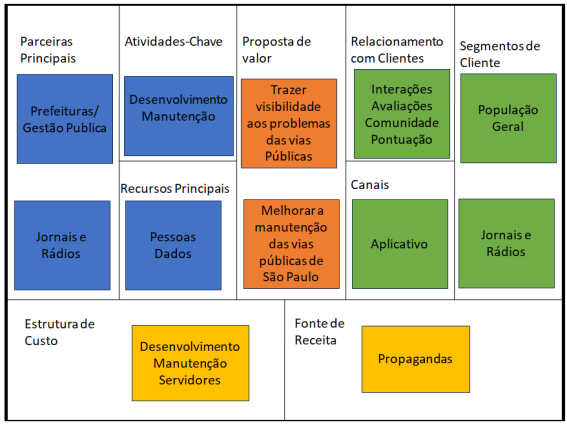 Parceiras
Principais
Prefeituras/
Gestão Publica
Jornais e
Rádios
Atividades-Chave
Desenvolvimento
Manutenção
Recursos Principais
Pessoas
Dados
Proposta de
valor
Trazer
visibilidade
aos problemas
das vias
Públicas
Melhorar a
manutenção
das vias
públicas de
São Paulo
Relacionamento
com Clientes
Interações
Avaliações
Comunidade
Pontuação
Canais
Aplicativo
Segmentos de
Cliente
População
Geral
Jornais e
Rádios
Estrutura de
Custo
Desenvolvimento
Manutenção
Servidores
Fonte de
Receita
Propagandas